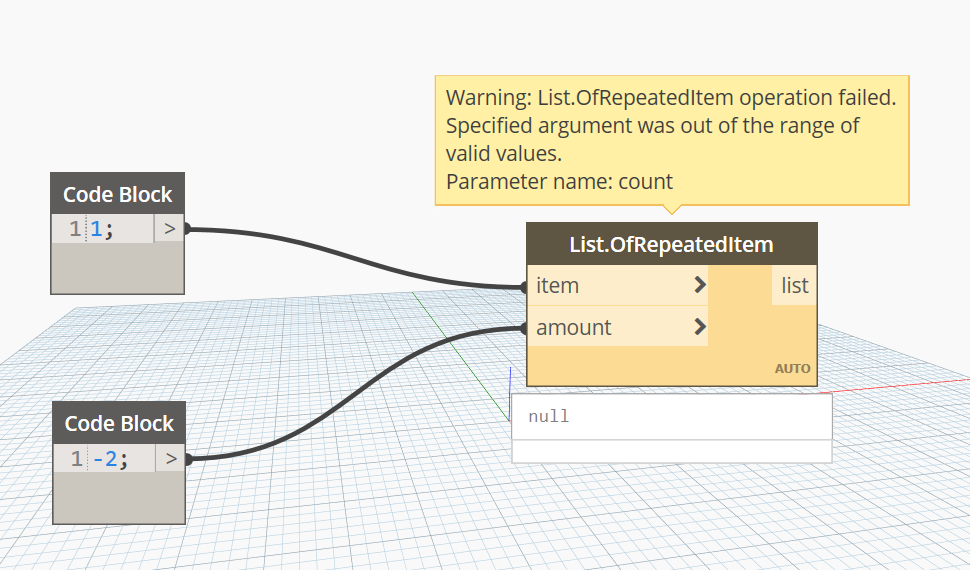 Warning: List.OfRepeatedItem operation failed.
Specified argument was out of the range of
valid values.
Parameter name: count
Code Block
1 1; >
List.OfRepeatedItem
item > list
amount >
AUTO
null
Code Block
1 -2; >